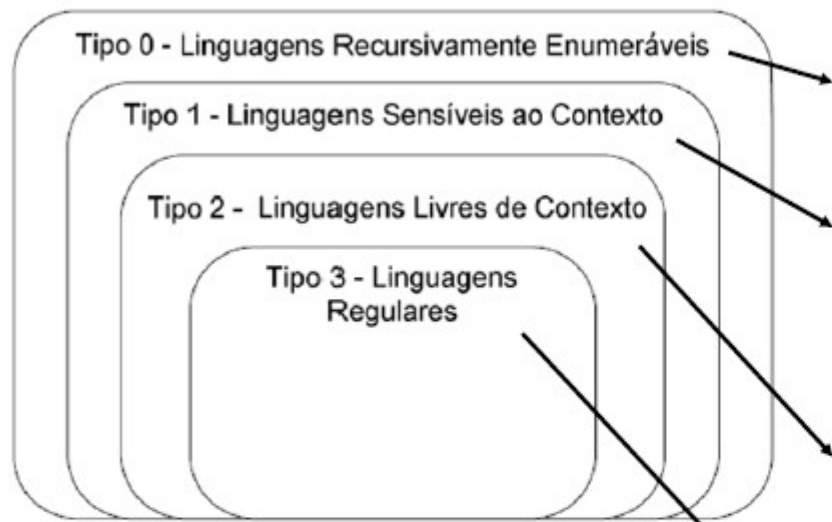 Tipo 0 - Linguagens Recursivamente Enumeráveis
Tipo 1 - Linguagens Sensíveis ao Contexto
Tipo 2 - Linguagens Livres de Contexto
Tipo 3 - Linguagens
Regulares